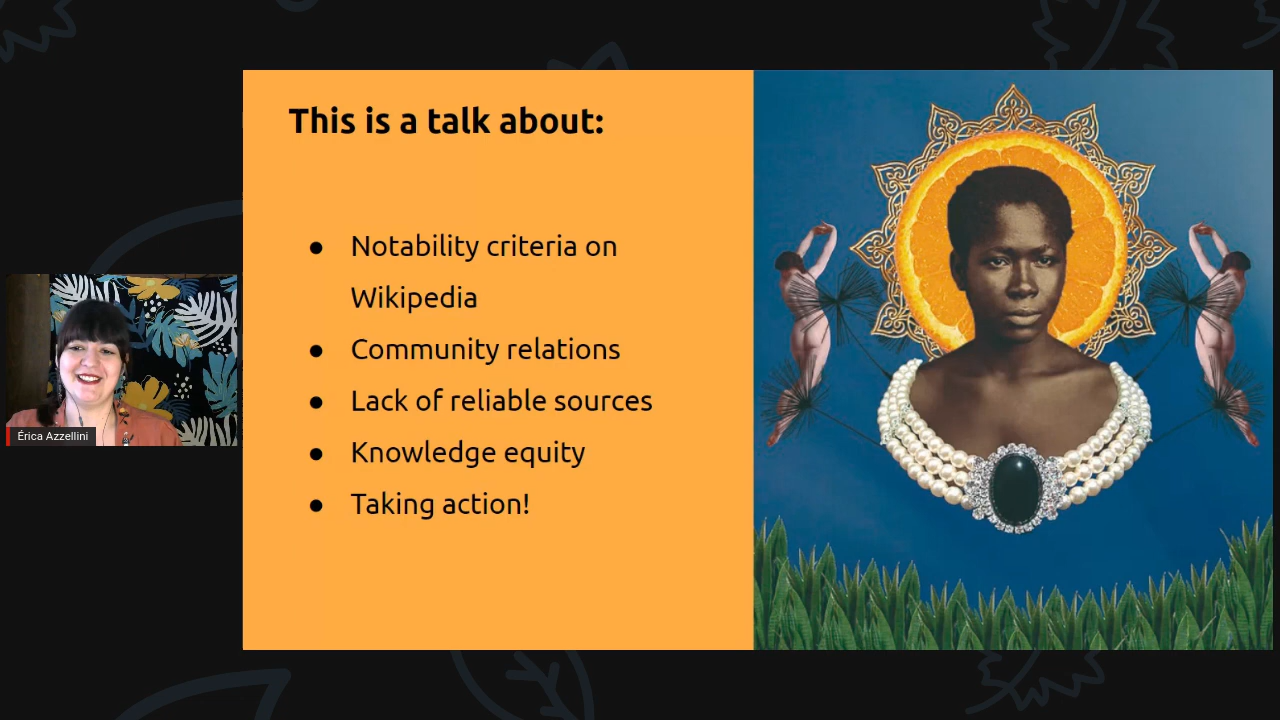 This is a talk about:
● Notability criteria on
Wikipedia
● Community relations
● Lack of reliable sources
● Knowledge equity
● Taking action!
Érica Azzellini